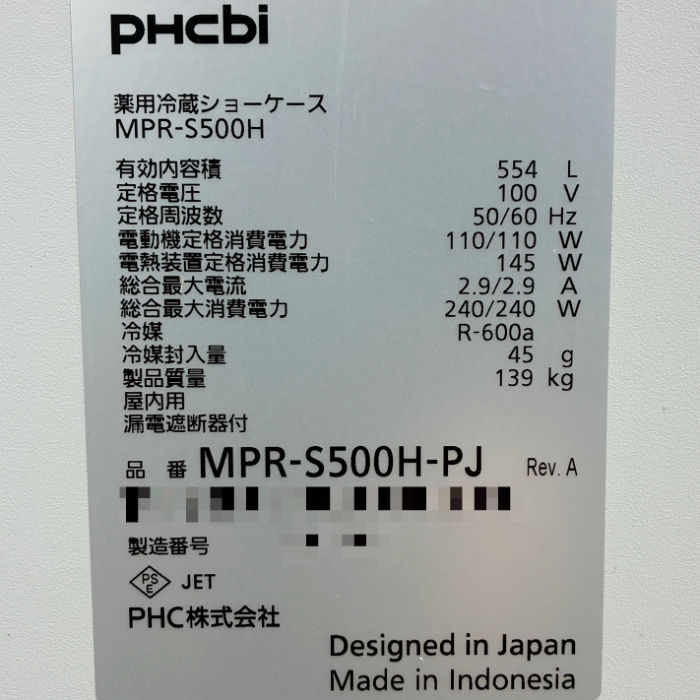 PHCbi
薬用冷蔵ショーケース
MPR-S500H
有効内容積 554 L
定格電圧 100 V
定格周波数 50/60 Hz
電動機定格消費電力 110/110 W
電熱装置定格消費電力 145 W
総合最大電流 2.9/2.9 A
総合最大消費電力 240/240 W
冷媒 R-600a
冷媒封入量 45 g
製品質量 139 kg
屋内用
漏電遮断器付
品番 MPR-S500H-PJ Rev. A
製造番号
PSE JET
PHC株式会社
Designed in Japan
Made in Indonesia